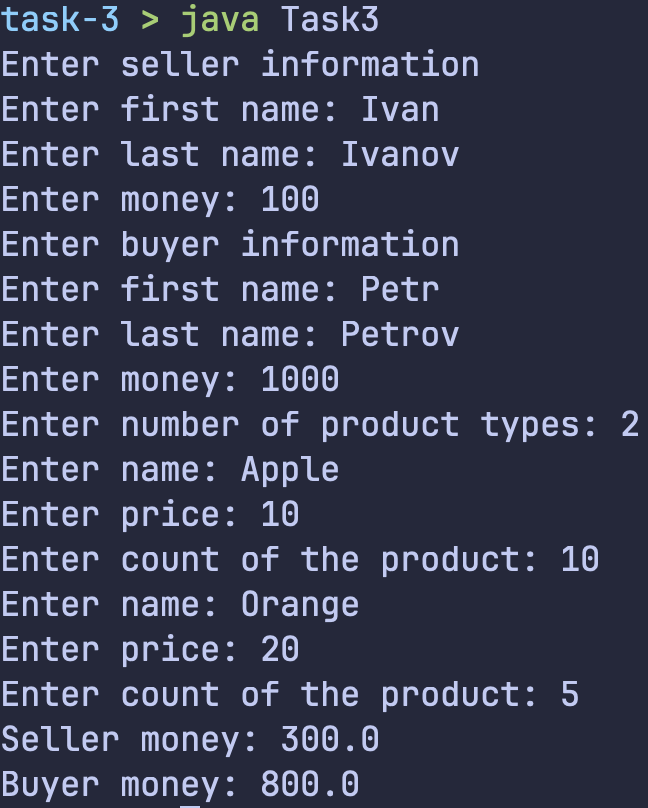 task-3 > java Task3
Enter seller information
Enter first name: Ivan
Enter last name: Ivanov
Enter money: 100
Enter buyer information
Enter first name: Petr
Enter last name: Petrov
Enter money: 1000
Enter number of product types: 2
Enter name: Apple
Enter price: 10
Enter count of the product: 10
Enter name: Orange
Enter price: 20
Enter count of the product: 5
Seller money: 300.0
Buyer money: 800.0